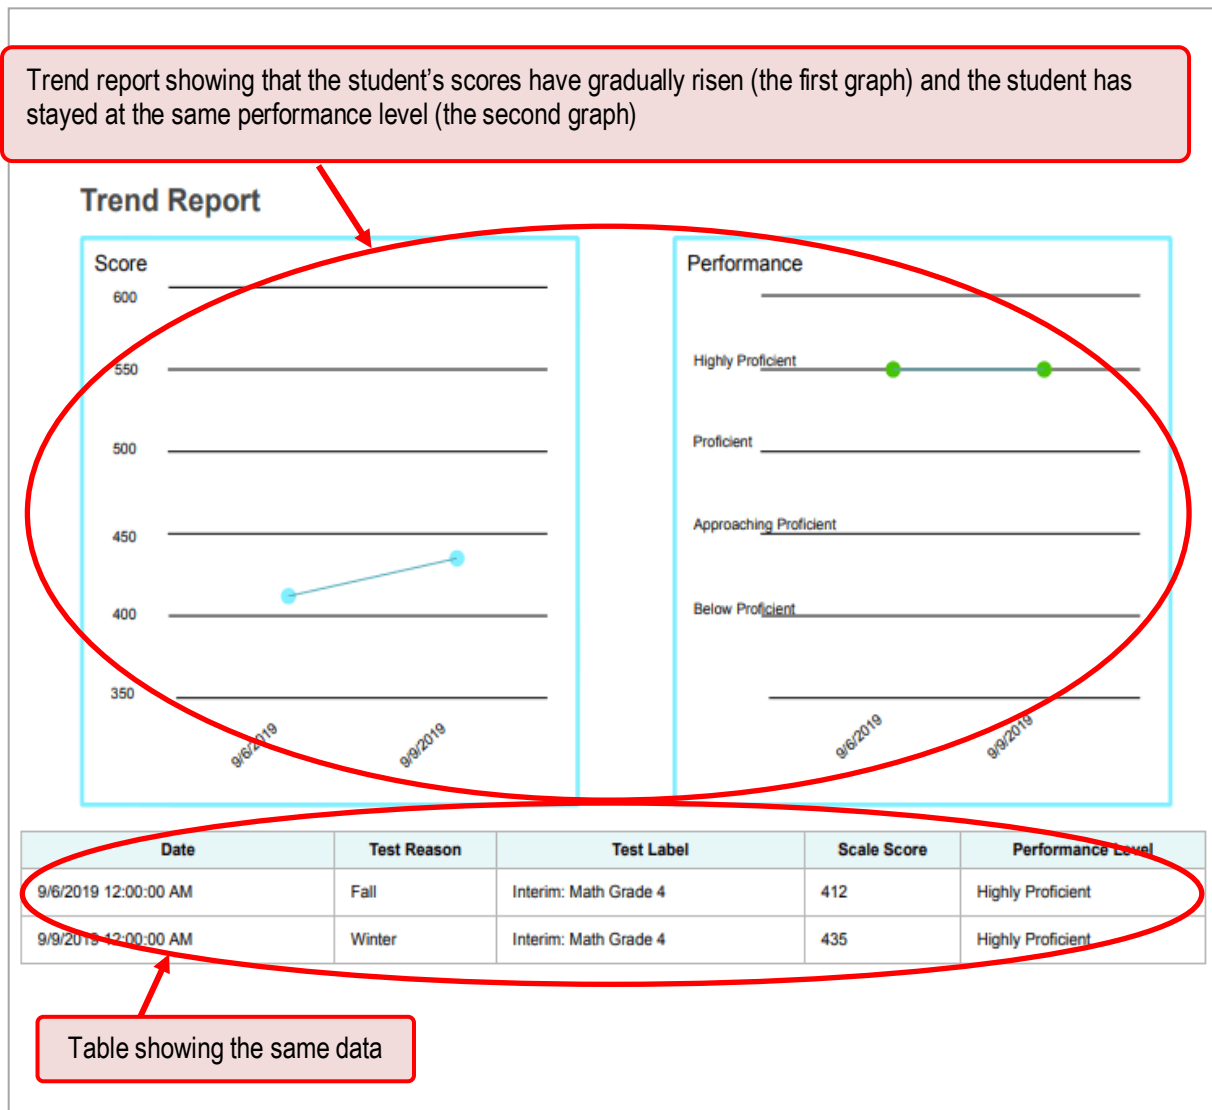 Trend report showing that the student’s scores have gradually risen (the first graph) and the student has
stayed at the same performance level (the second graph)
Trend Report
Score
600
550
500
450
400
350
9/6/2019
9/9/2019
Performance
Highly Proficient
Proficient
Approaching Proficient
Below Proficient
9/6/2019
9/9/2019
Date Test Reason Test Label Scale Score Performance Level
9/6/2019 12:00:00 AM Fall Interim: Math Grade 4 412 Highly Proficient
9/9/2019 12:00:00 AM Winter Interim: Math Grade 4 435 Highly Proficient
Table showing the same data